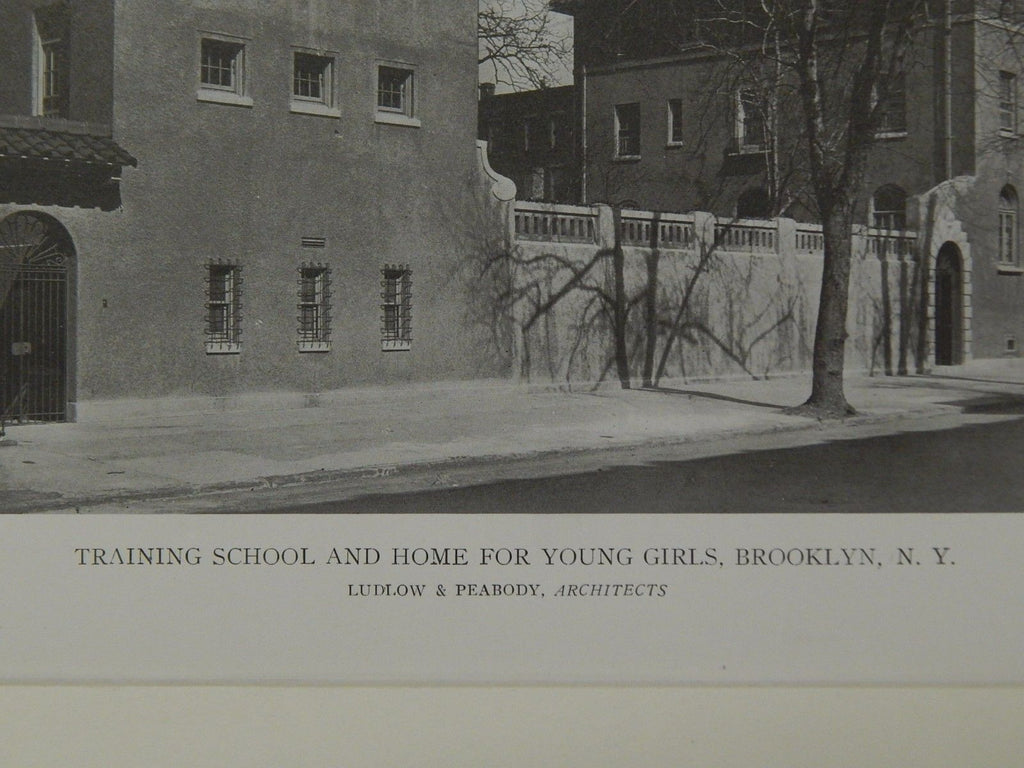 TRAINING SCHOOL AND HOME FOR YOUNG GIRLS, BROOKLYN, N. Y.
LUDLOW & PEABODY, ARCHITECTS